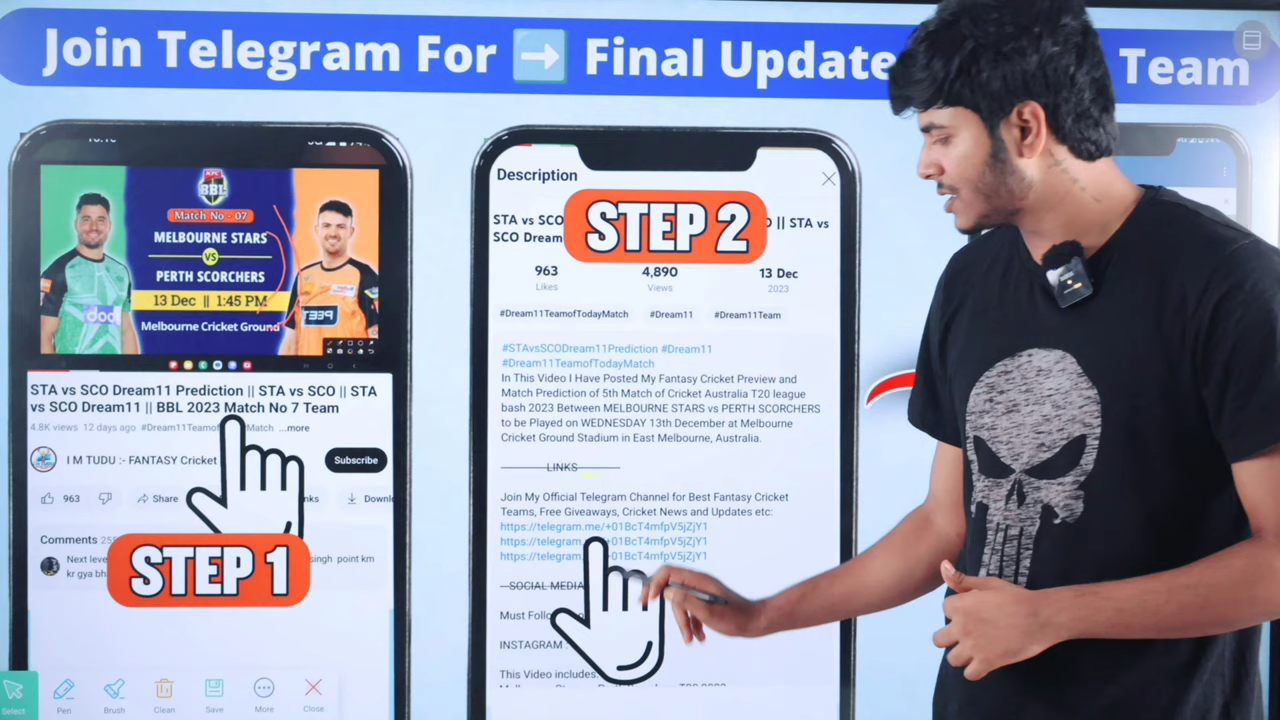 Join Telegram For ➡ Final Update Team
KFC
BBL
Match No - 07
MELBOURNE STARS
VS
PERTH SCORCHERS
13 Dec || 1:45 PM
Melbourne Cricket Ground
STA vs SCO Dream11 Prediction || STA vs SCO || STA
vs SCO Dream11 || BBL 2023 Match No 7 Team
4.8K views 12 days ago #Dream11Teamof Match ...more
I M TUDU :- FANTASY Cricket
Subscribe
963
Share
Comments
Next leve singh point km
kr gya bh
STEP 1
Select
Pen
Brush
Clean
Save
More
Close
Description
STA vs SCO || STA vs
SCO Dream
STEP 2
963
Likes
4,890
Views
13 Dec
2023
#Dream11TeamofTodayMatch #Dream11 #Dream11Team
#STAvsSCODream11Prediction #Dream11
#Dream11TeamofTodayMatch
In This Video I Have Posted My Fantasy Cricket Preview and
Match Prediction of 5th Match of Cricket Australia T20 league
bash 2023 Between MELBOURNE STARS vs PERTH SCORCHERS
to be Played on WEDNESDAY 13th December at Melbourne
Cricket Ground Stadium in East Melbourne, Australia.
LINKS
Join My Official Telegram Channel for Best Fantasy Cricket
Teams, Free Giveaways, Cricket News and Updates etc:
https://telegram.me/+01BcT4mfpV5jZjY1
https://telegram. +01BcT4mfpV5jZjY1
https://telegram. +01BcT4mfpV5jZjY1
SOCIAL MEDIA
Must Follo
INSTAGRAM :
This Video includes: